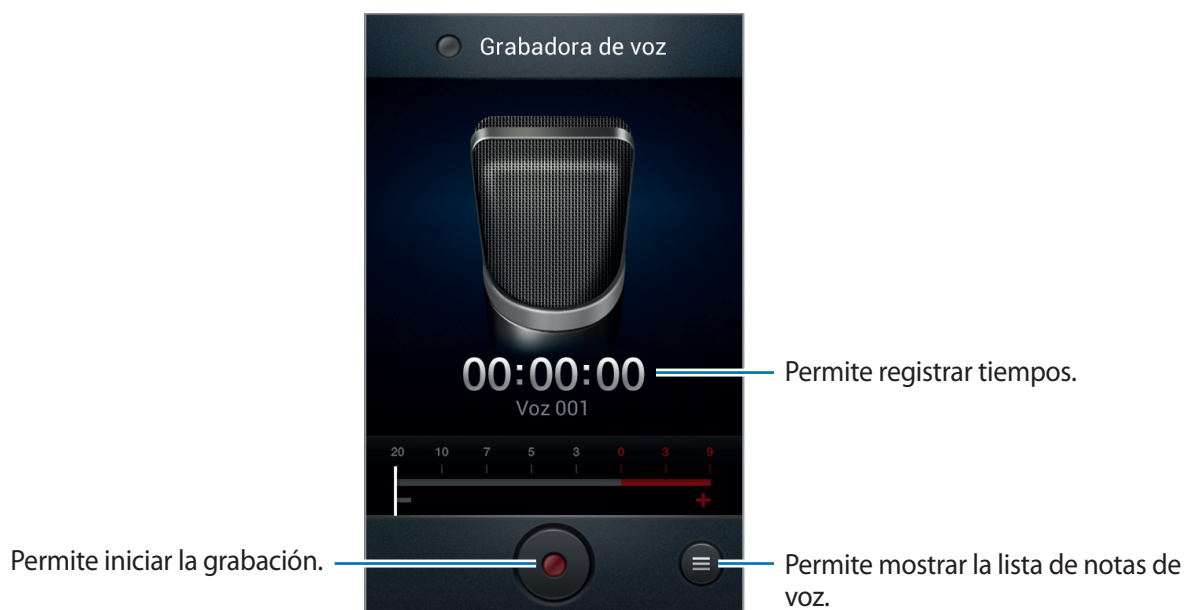 Grabadora de voz
00:00:00
Permite registrar tiempos.
Voz 001
20 10 7 5 3 0 3 9
- +
Permite iniciar la grabación.
Permite mostrar la lista de notas de
voz.